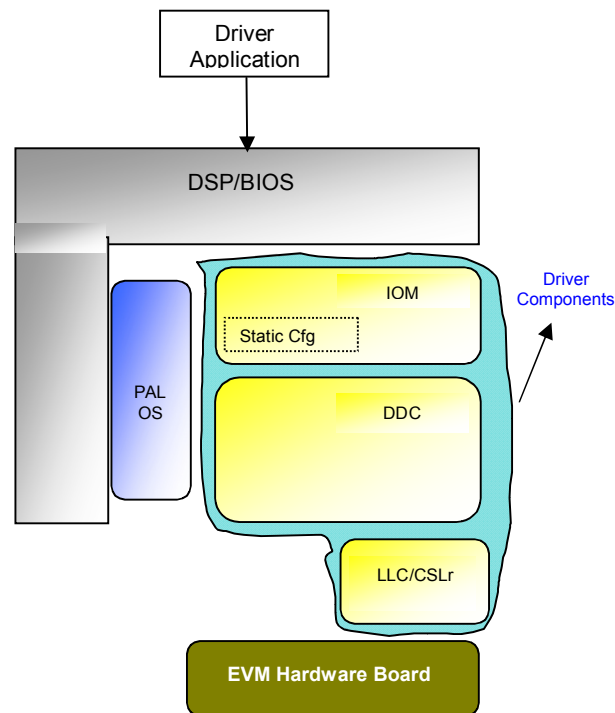 Driver
Application
DSP/BIOS
IOM
Static Cfg
Driver
Components
PAL
OS
DDC
LLC/CSLr
EVM Hardware Board